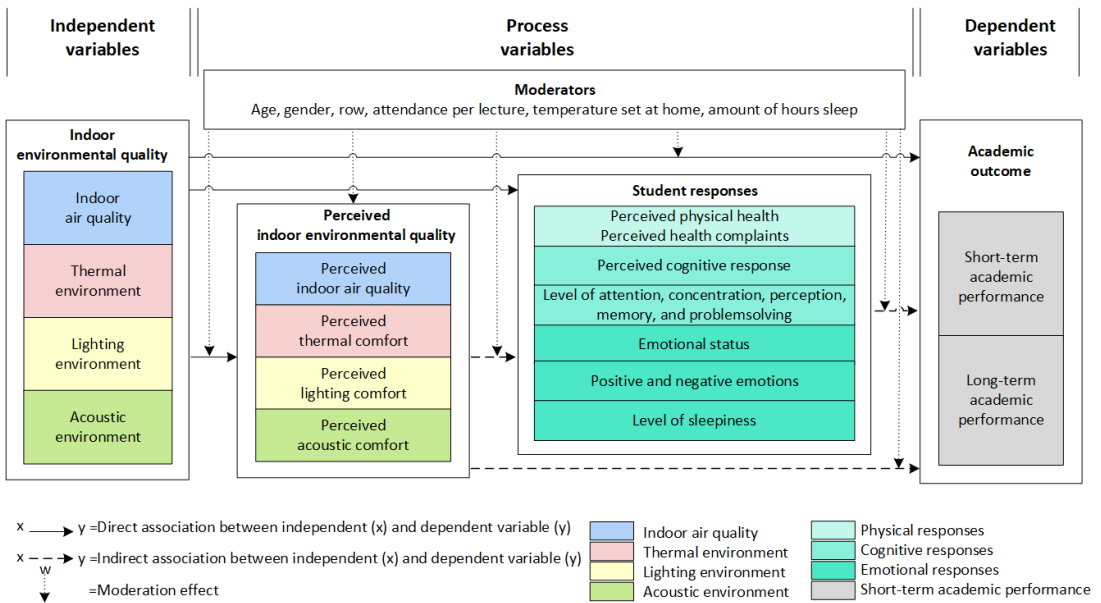 Independent
variables
Process
variables
Dependent
variables
Moderators
Age, gender, row, attendance per lecture, temperature set at home, amount of hours sleep
Indoor
environmental quality
Indoor
air quality
Thermal
environment
Lighting
environment
Acoustic
environment
Perceived
indoor environmental quality
Perceived
indoor air quality
Perceived
thermal comfort
Perceived
lighting comfort
Perceived
acoustic comfort
Student responses
Perceived physical health
Perceived health complaints
Perceived cognitive response
Level of attention, concentration, perception,
memory, and problemsolving
Emotional status
Positive and negative emotions
Level of sleepiness
Academic
outcome
Short-term
academic
performance
Long-term
academic
performance
x y =Direct association between independent (x) and dependent variable (y)
x y =Indirect association between independent (x) and dependent variable (y)
w
=Moderation effect
Indoor air quality
Thermal environment
Lighting environment
Acoustic environment
Physical responses
Cognitive responses
Emotional responses
Short-term academic performance